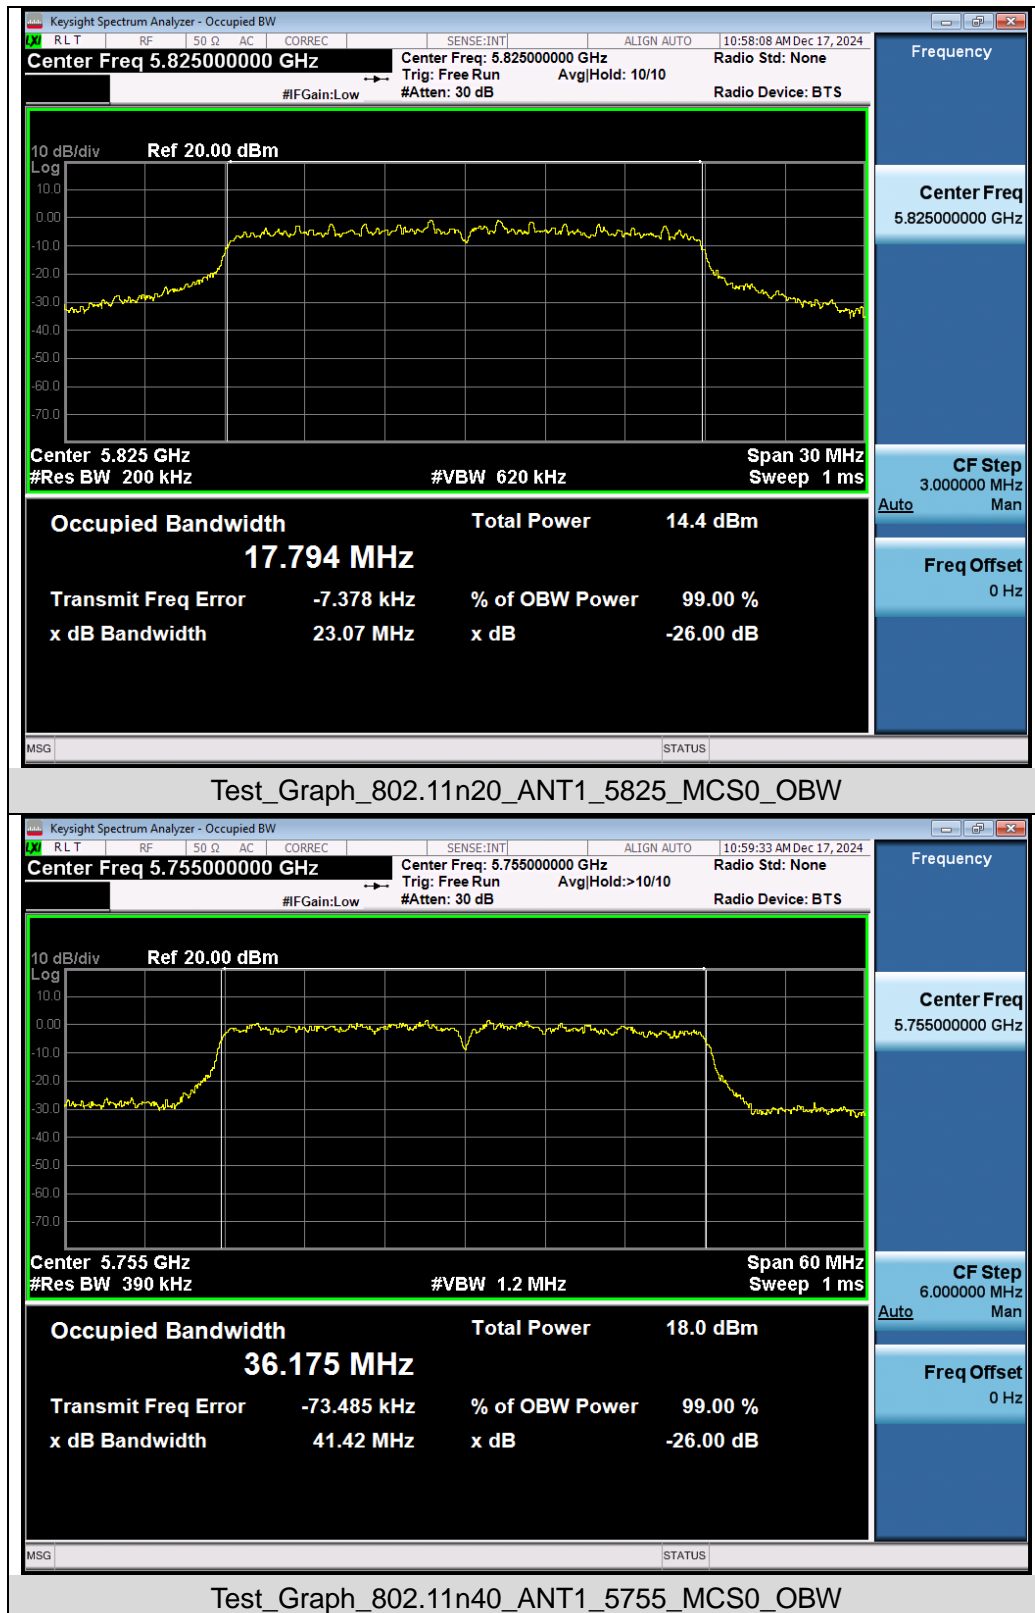 Keysight Spectrum Analyzer - Occupied BW
LXI RLT RF 50 Ω AC CORREC SENSE:INT ALIGN AUTO 10:58:08 AM Dec 17, 2024
Center Freq 5.825000000 GHz
Center Freq: 5.825000000 GHz Radio Std: None
Trig: Free Run Avg|Hold: 10/10
#IFGain:Low #Atten: 30 dB Radio Device: BTS
Frequency
10 dB/div Ref 20.00 dBm
Log
10.0
0.00
-10.0
-20.0
-30.0
-40.0
-50.0
-60.0
-70.0
Center 5.825 GHz Span 30 MHz
#Res BW 200 kHz #VBW 620 kHz Sweep 1 ms
Center Freq
5.825000000 GHz
CF Step
3.000000 MHz
Auto Man
Freq Offset
0 Hz
Occupied Bandwidth Total Power 14.4 dBm
17.794 MHz
Transmit Freq Error -7.378 kHz % of OBW Power 99.00 %
x dB Bandwidth 23.07 MHz x dB -26.00 dB
MSG STATUS
Test_Graph_802.11n20_ANT1_5825_MCS0_OBW
Keysight Spectrum Analyzer - Occupied BW
LXI RLT RF 50 Ω AC CORREC SENSE:INT ALIGN AUTO 10:59:33 AM Dec 17, 2024
Center Freq 5.755000000 GHz
Center Freq: 5.755000000 GHz Radio Std: None
Trig: Free Run Avg|Hold:>10/10
#IFGain:Low #Atten: 30 dB Radio Device: BTS
Frequency
10 dB/div Ref 20.00 dBm
Log
10.0
0.00
-10.0
-20.0
-30.0
-40.0
-50.0
-60.0
-70.0
Center 5.755 GHz Span 60 MHz
#Res BW 390 kHz #VBW 1.2 MHz Sweep 1 ms
Center Freq
5.755000000 GHz
CF Step
6.000000 MHz
Auto Man
Freq Offset
0 Hz
Occupied Bandwidth Total Power 18.0 dBm
36.175 MHz
Transmit Freq Error -73.485 kHz % of OBW Power 99.00 %
x dB Bandwidth 41.42 MHz x dB -26.00 dB
MSG STATUS
Test_Graph_802.11n40_ANT1_5755_MCS0_OBW